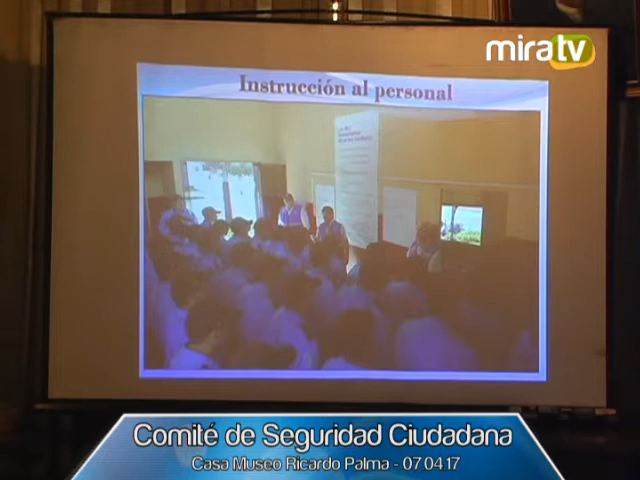 miratv
Instrucción al personal
Comité de Seguridad Ciudadana
Casa Museo Ricardo Palma - 07.04.17